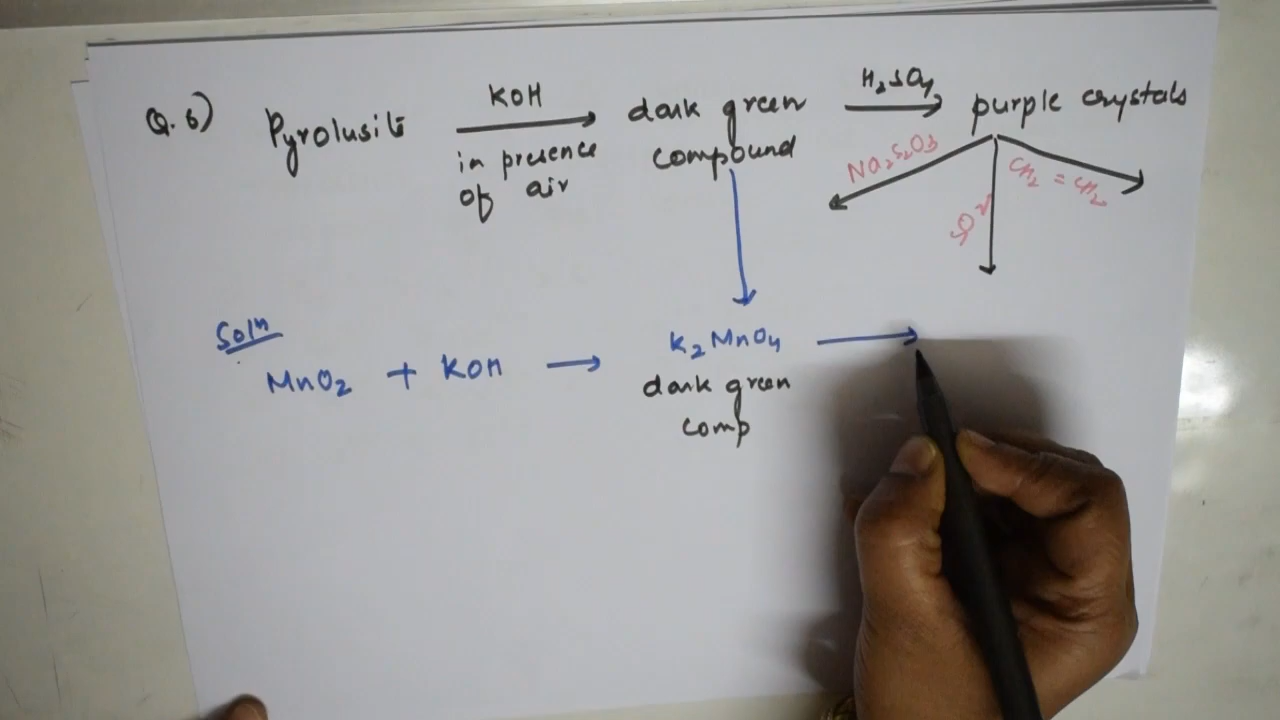 Q.6) Pyrolusite KOH in presence of air dark green compound H2SO4 purple crystals
Na2S2O3
SO2
CH2 = CH2
Soln
MnO2 + KOH → K2MnO4 →
dark green
comp